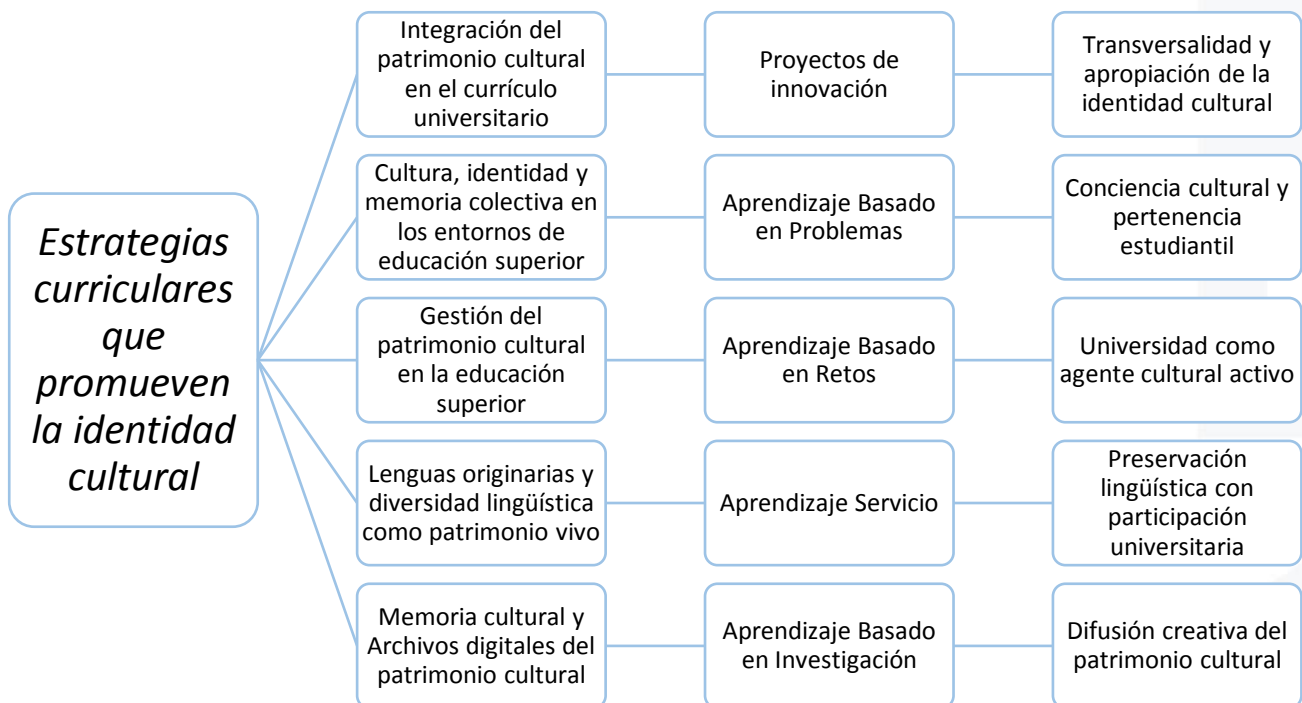 Estrategias
curriculares
que
promueven
la identidad
cultural
Integración del
patrimonio cultural
en el currículo
universitario
Proyectos de
innovación
Transversalidad y
apropiación de la
identidad cultural
Cultura, identidad y
memoria colectiva en
los entornos de
educación superior
Aprendizaje Basado
en Problemas
Conciencia cultural y
pertenencia
estudiantil
Gestión del
patrimonio cultural
en la educación
superior
Aprendizaje Basado
en Retos
Universidad como
agente cultural activo
Lenguas originarias y
diversidad lingüística
como patrimonio vivo
Aprendizaje Servicio
Preservación
lingüística con
participación
universitaria
Memoria cultural y
Archivos digitales del
patrimonio cultural
Aprendizaje Basado
en Investigación
Difusión creativa del
patrimonio cultural